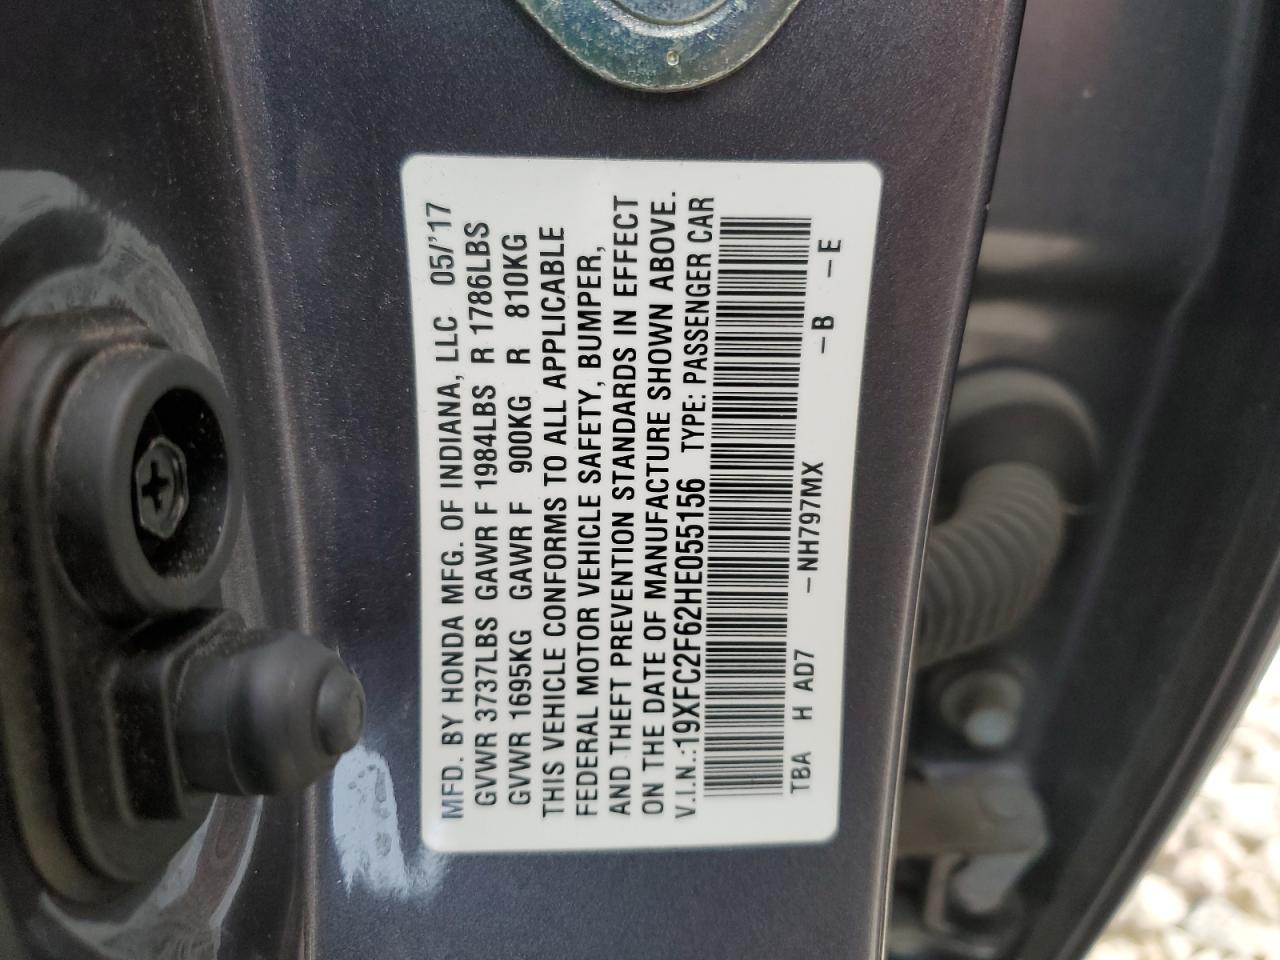 MFD. BY HONDA MFG. OF INDIANA, LLC 05/'17
GVWR 3737LBS GAWR F 1984LBS R 1786LBS
GVWR 1695KG GAWR F 900KG R 810KG
THIS VEHICLE CONFORMS TO ALL APPLICABLE
FEDERAL MOTOR VEHICLE SAFETY, BUMPER,
AND THEFT PREVENTION STANDARDS IN EFFECT
ON THE DATE OF MANUFACTURE SHOWN ABOVE.
V.I.N.:19XFC2F62HE055156 TYPE: PASSENGER CAR
TBA H AD7 -NH797MX -B -E